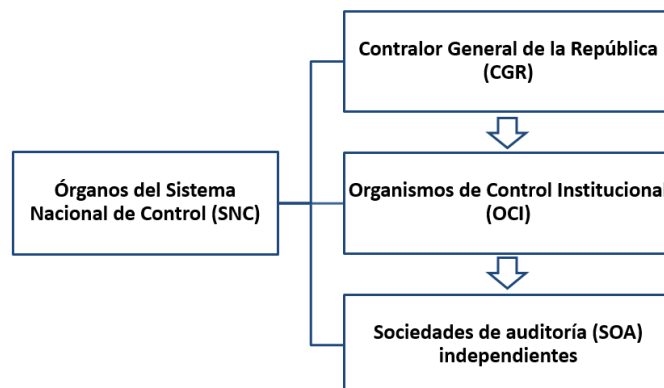 Contralor General de la República
(CGR)
Órganos del Sistema
Nacional de Control (SNC)
Organismos de Control Institucional
(OCI)
Sociedades de auditoría (SOA)
independientes